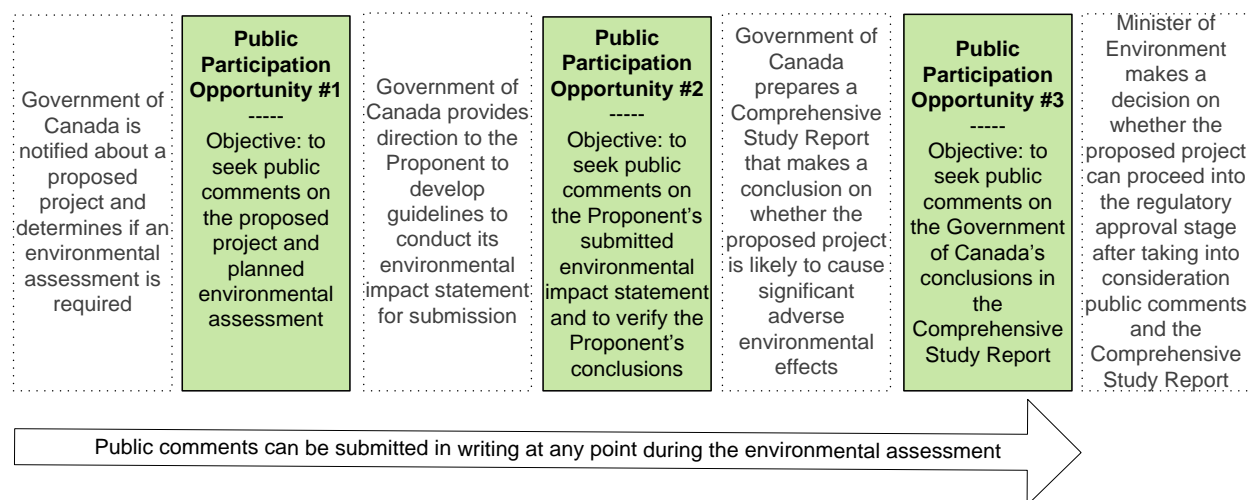 Government of
Canada is
notified about a
proposed
project and
determines if an
environmental
assessment is
required
Public
Participation
Opportunity #1
-----
Objective: to
seek public
comments on
the proposed
project and
planned
environmental
assessment
Government of
Canada provides
direction to the
Proponent to
develop
guidelines to
conduct its
environmental
impact statement
for submission
Public
Participation
Opportunity #2
-----
Objective: to
seek public
comments on
the Proponent's
submitted
environmental
impact statement
and to verify the
Proponent's
conclusions
Government of
Canada
prepares a
Comprehensive
Study Report
that makes a
conclusion on
whether the
proposed project
is likely to cause
significant
adverse
environmental
effects
Public
Participation
Opportunity #3
-----
Objective: to
seek public
comments on
the Government
of Canada's
conclusions in
the
Comprehensive
Study Report
Minister of
Environment
makes a
decision on
whether the
proposed project
can proceed into
the regulatory
approval stage
after taking into
consideration
public comments
and the
Comprehensive
Study Report
Public comments can be submitted in writing at any point during the environmental assessment